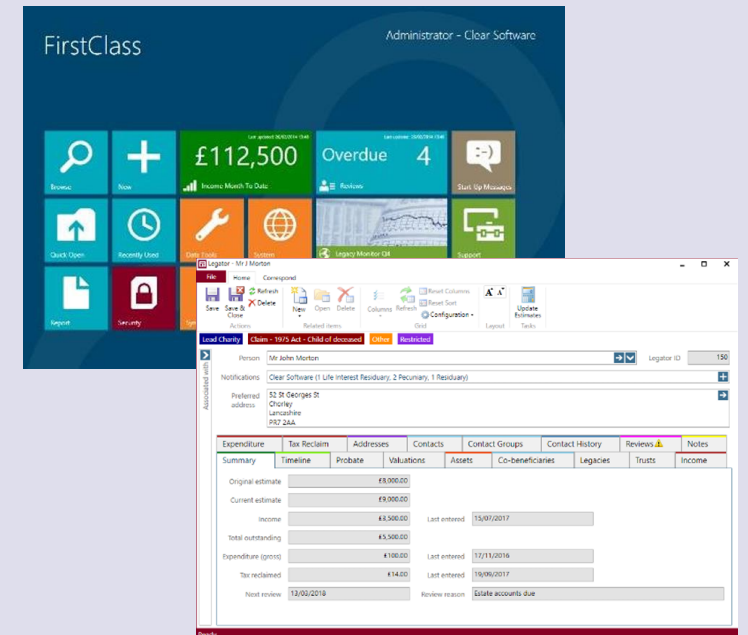 FirstClass
Administrator - Clear Software
£112,500
Income Month To Date
Overdue 4
Reviews
Browse
New
Start Up Messages
Quick Open
Recently Used
Data Tools
System
Legacy Monitor Q4
Support
Report
Security
Legator - Mr J Morton
File Home Correspond
Save
Save & Close
Refresh
Delete
Actions
New
Open
Delete
Related items
Columns
Refresh
Reset Columns
Reset Sort
Configuration
Grid
A A
Layout
Update Estimates
Tasks
Lead Charity Claim - 1975 Act - Child of deceased Other Restricted
Associated with
Person Mr John Morton Legator ID 150
Notifications Clear Software (1 Life Interest Residuary, 2 Pecuniary, 1 Residuary)
Preferred address
52 St Georges St
Chorley
Lancashire
PR7 2AA
Expenditure Tax Reclaim Addresses Contacts Contact Groups Contact History Reviews Notes
Summary Timeline Probate Valuations Assets Co-beneficiaries Legacies Trusts Income
Original estimate £8,000.00
Current estimate £9,000.00
Income £3,500.00 Last entered 15/07/2017
Total outstanding £5,500.00
Expenditure (gross) £100.00 Last entered 17/11/2016
Tax reclaimed £14.00 Last entered 19/09/2017
Next review 13/03/2018 Review reason Estate accounts due